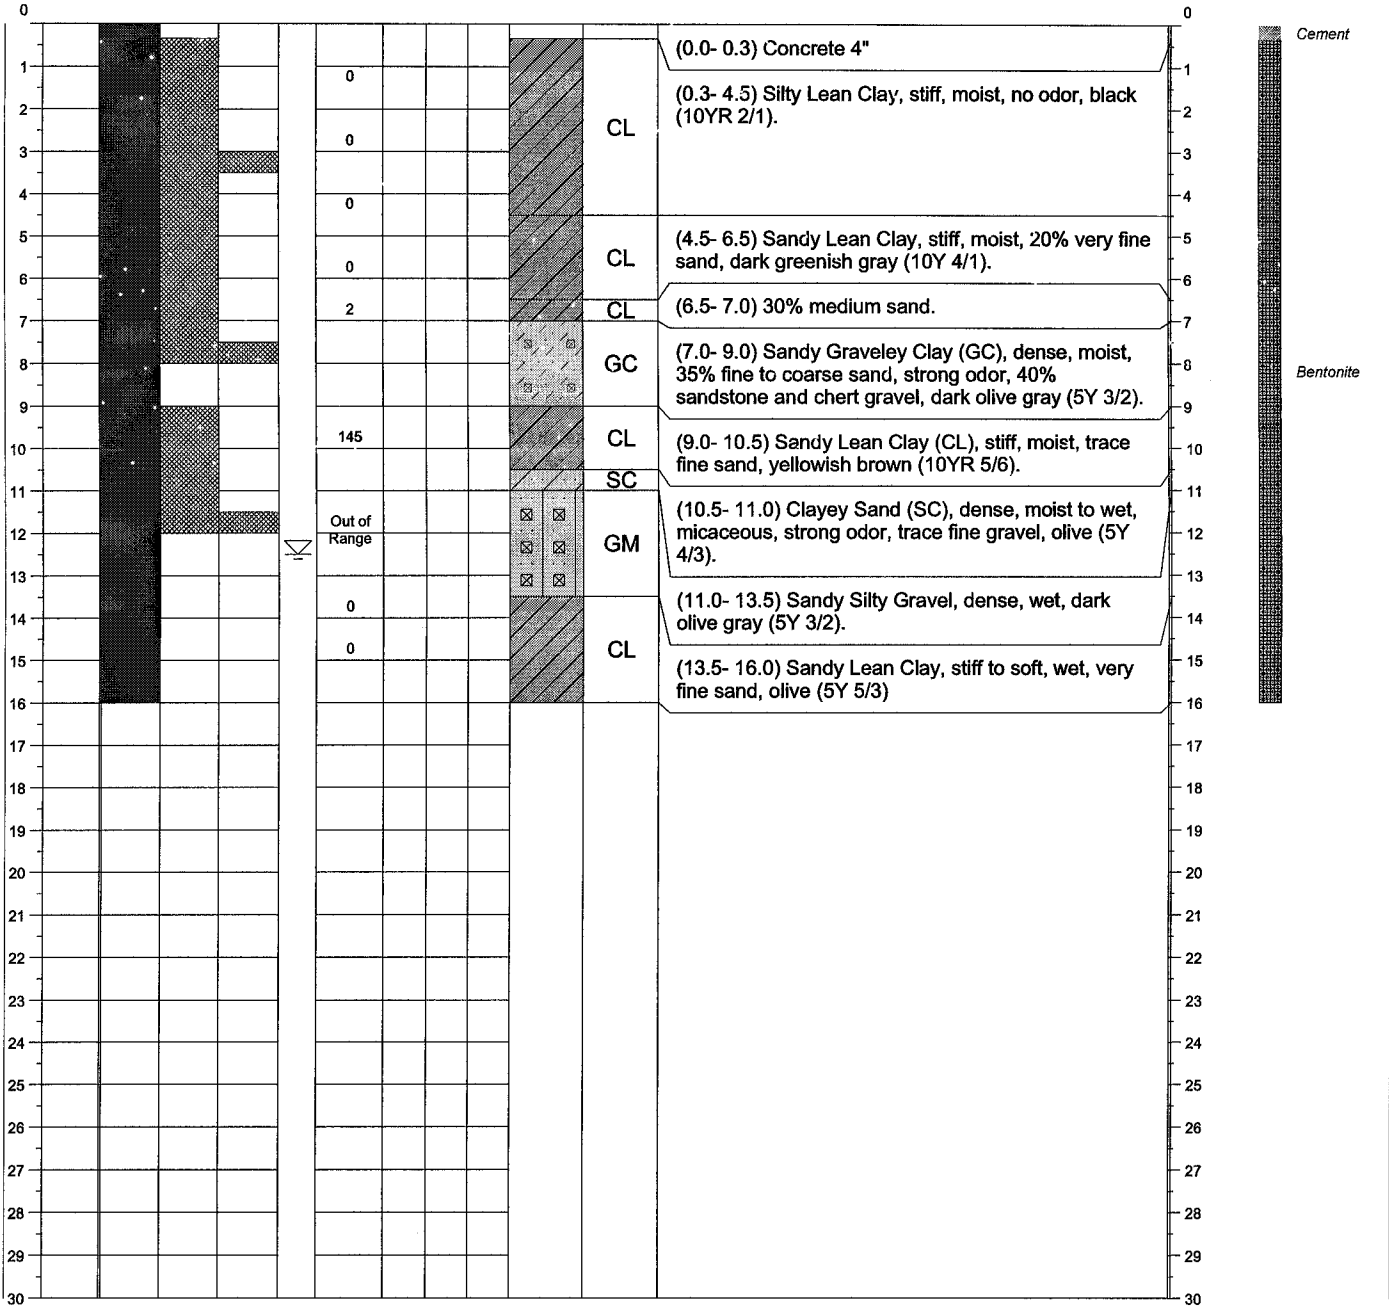 0
0
Cement
(0.0- 0.3) Concrete 4"
1
0
1
(0.3- 4.5) Silty Lean Clay, stiff, moist, no odor, black
(10YR 2/1).
2
2
CL
0
3
3
4
0
4
5
(4.5- 6.5) Sandy Lean Clay, stiff, moist, 20% very fine
sand, dark greenish gray (10Y 4/1).
5
CL
0
6
6
2
CL
(6.5- 7.0) 30% medium sand.
7
7
(7.0- 9.0) Sandy Graveley Clay (GC), dense, moist,
35% fine to coarse sand, strong odor, 40%
sandstone and chert gravel, dark olive gray (5Y 3/2).
8
GC
8
Bentonite
9
9
145
CL
(9.0- 10.5) Sandy Lean Clay (CL), stiff, moist, trace
fine sand, yellowish brown (10YR 5/6).
10
10
SC
11
11
(10.5- 11.0) Clayey Sand (SC), dense, moist to wet,
micaceous, strong odor, trace fine gravel, olive (5Y
4/3).
Out of
Range
12
GM
12
13
13
0
(11.0- 13.5) Sandy Silty Gravel, dense, wet, dark
olive gray (5Y 3/2).
14
14
0
CL
15
15
(13.5- 16.0) Sandy Lean Clay, stiff to soft, wet, very
fine sand, olive (5Y 5/3)
16
16
17
17
18
18
19
19
20
20
21
21
22
22
23
23
24
24
25
25
26
26
27
27
28
28
29
29
30
30